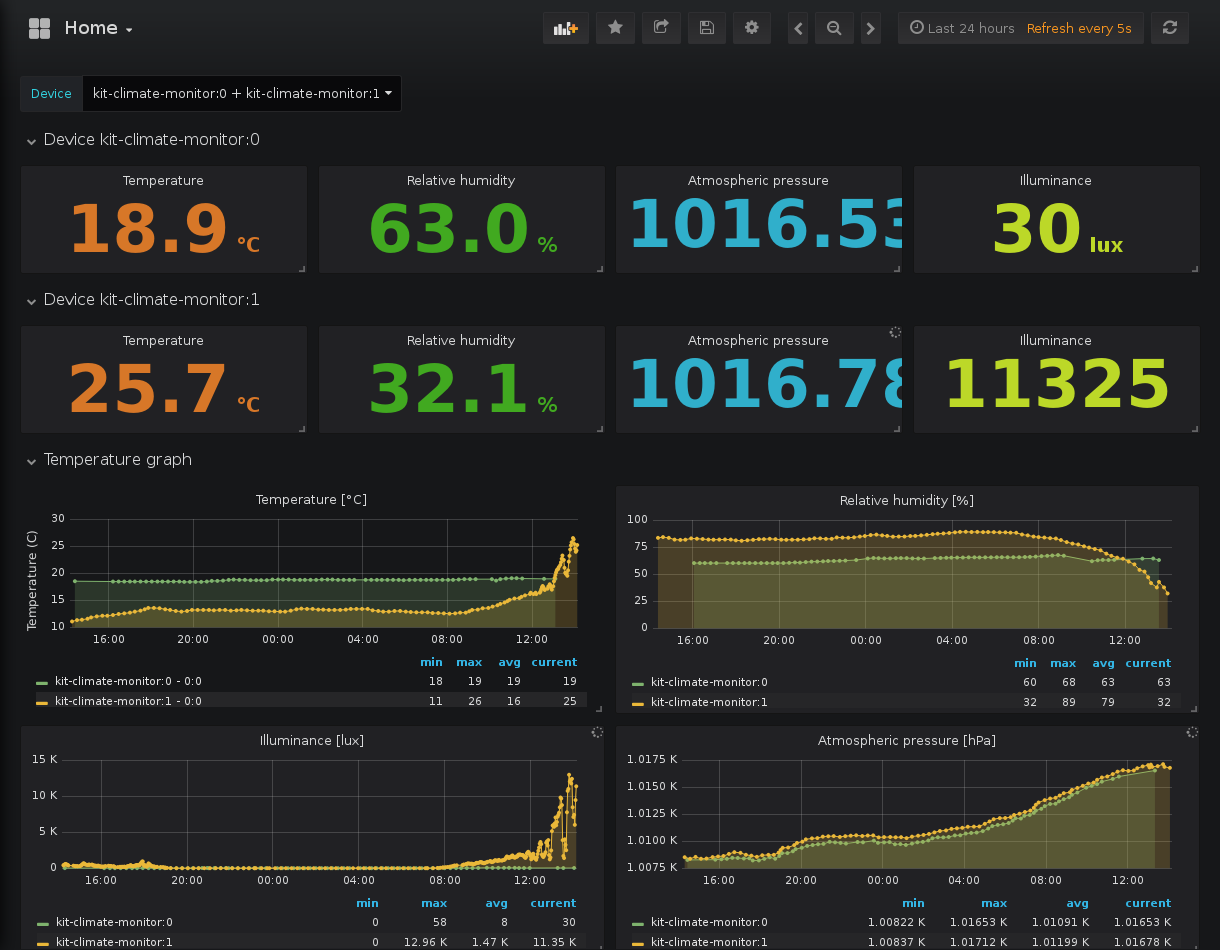 Home
Last 24 hours Refresh every 5s
Device kit-climate-monitor:0 + kit-climate-monitor:1
Device kit-climate-monitor:0
Temperature Relative humidity Atmospheric pressure Illuminance
18.9 °C 63.0 % 1016.53 30 lux
Device kit-climate-monitor:1
Temperature Relative humidity Atmospheric pressure Illuminance
25.7 °C 32.1 % 1016.78 11325
Temperature graph
Temperature [°C]
Temperature (C)
30
25
20
15
10
16:00 20:00 00:00 04:00 08:00 12:00
min max avg current
kit-climate-monitor:0 - 0:0 18 19 19 19
kit-climate-monitor:1 - 0:0 11 26 16 25
Relative humidity [%]
100
75
50
25
0
16:00 20:00 00:00 04:00 08:00 12:00
min max avg current
kit-climate-monitor:0 60 68 63 63
kit-climate-monitor:1 32 89 79 32
Illuminance [lux]
15 K
10 K
5 K
0
16:00 20:00 00:00 04:00 08:00 12:00
min max avg current
kit-climate-monitor:0 0 58 8 30
kit-climate-monitor:1 0 12.96 K 1.47 K 11.35 K
Atmospheric pressure [hPa]
1.0175 K
1.0150 K
1.0125 K
1.0100 K
1.0075 K
16:00 20:00 00:00 04:00 08:00 12:00
min max avg current
kit-climate-monitor:0 1.00822 K 1.01653 K 1.01091 K 1.01653 K
kit-climate-monitor:1 1.00837 K 1.01712 K 1.01199 K 1.01678 K